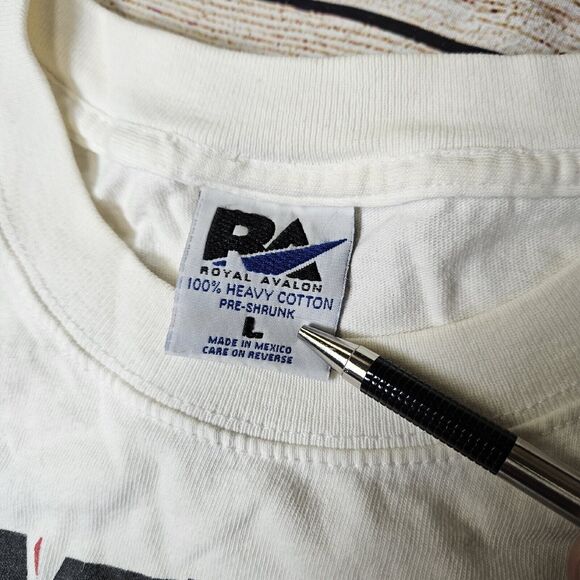 RA
ROYAL AVALON
100% HEAVY COTTON
PRE-SHRUNK
L
MADE IN MEXICO
CARE ON REVERSE